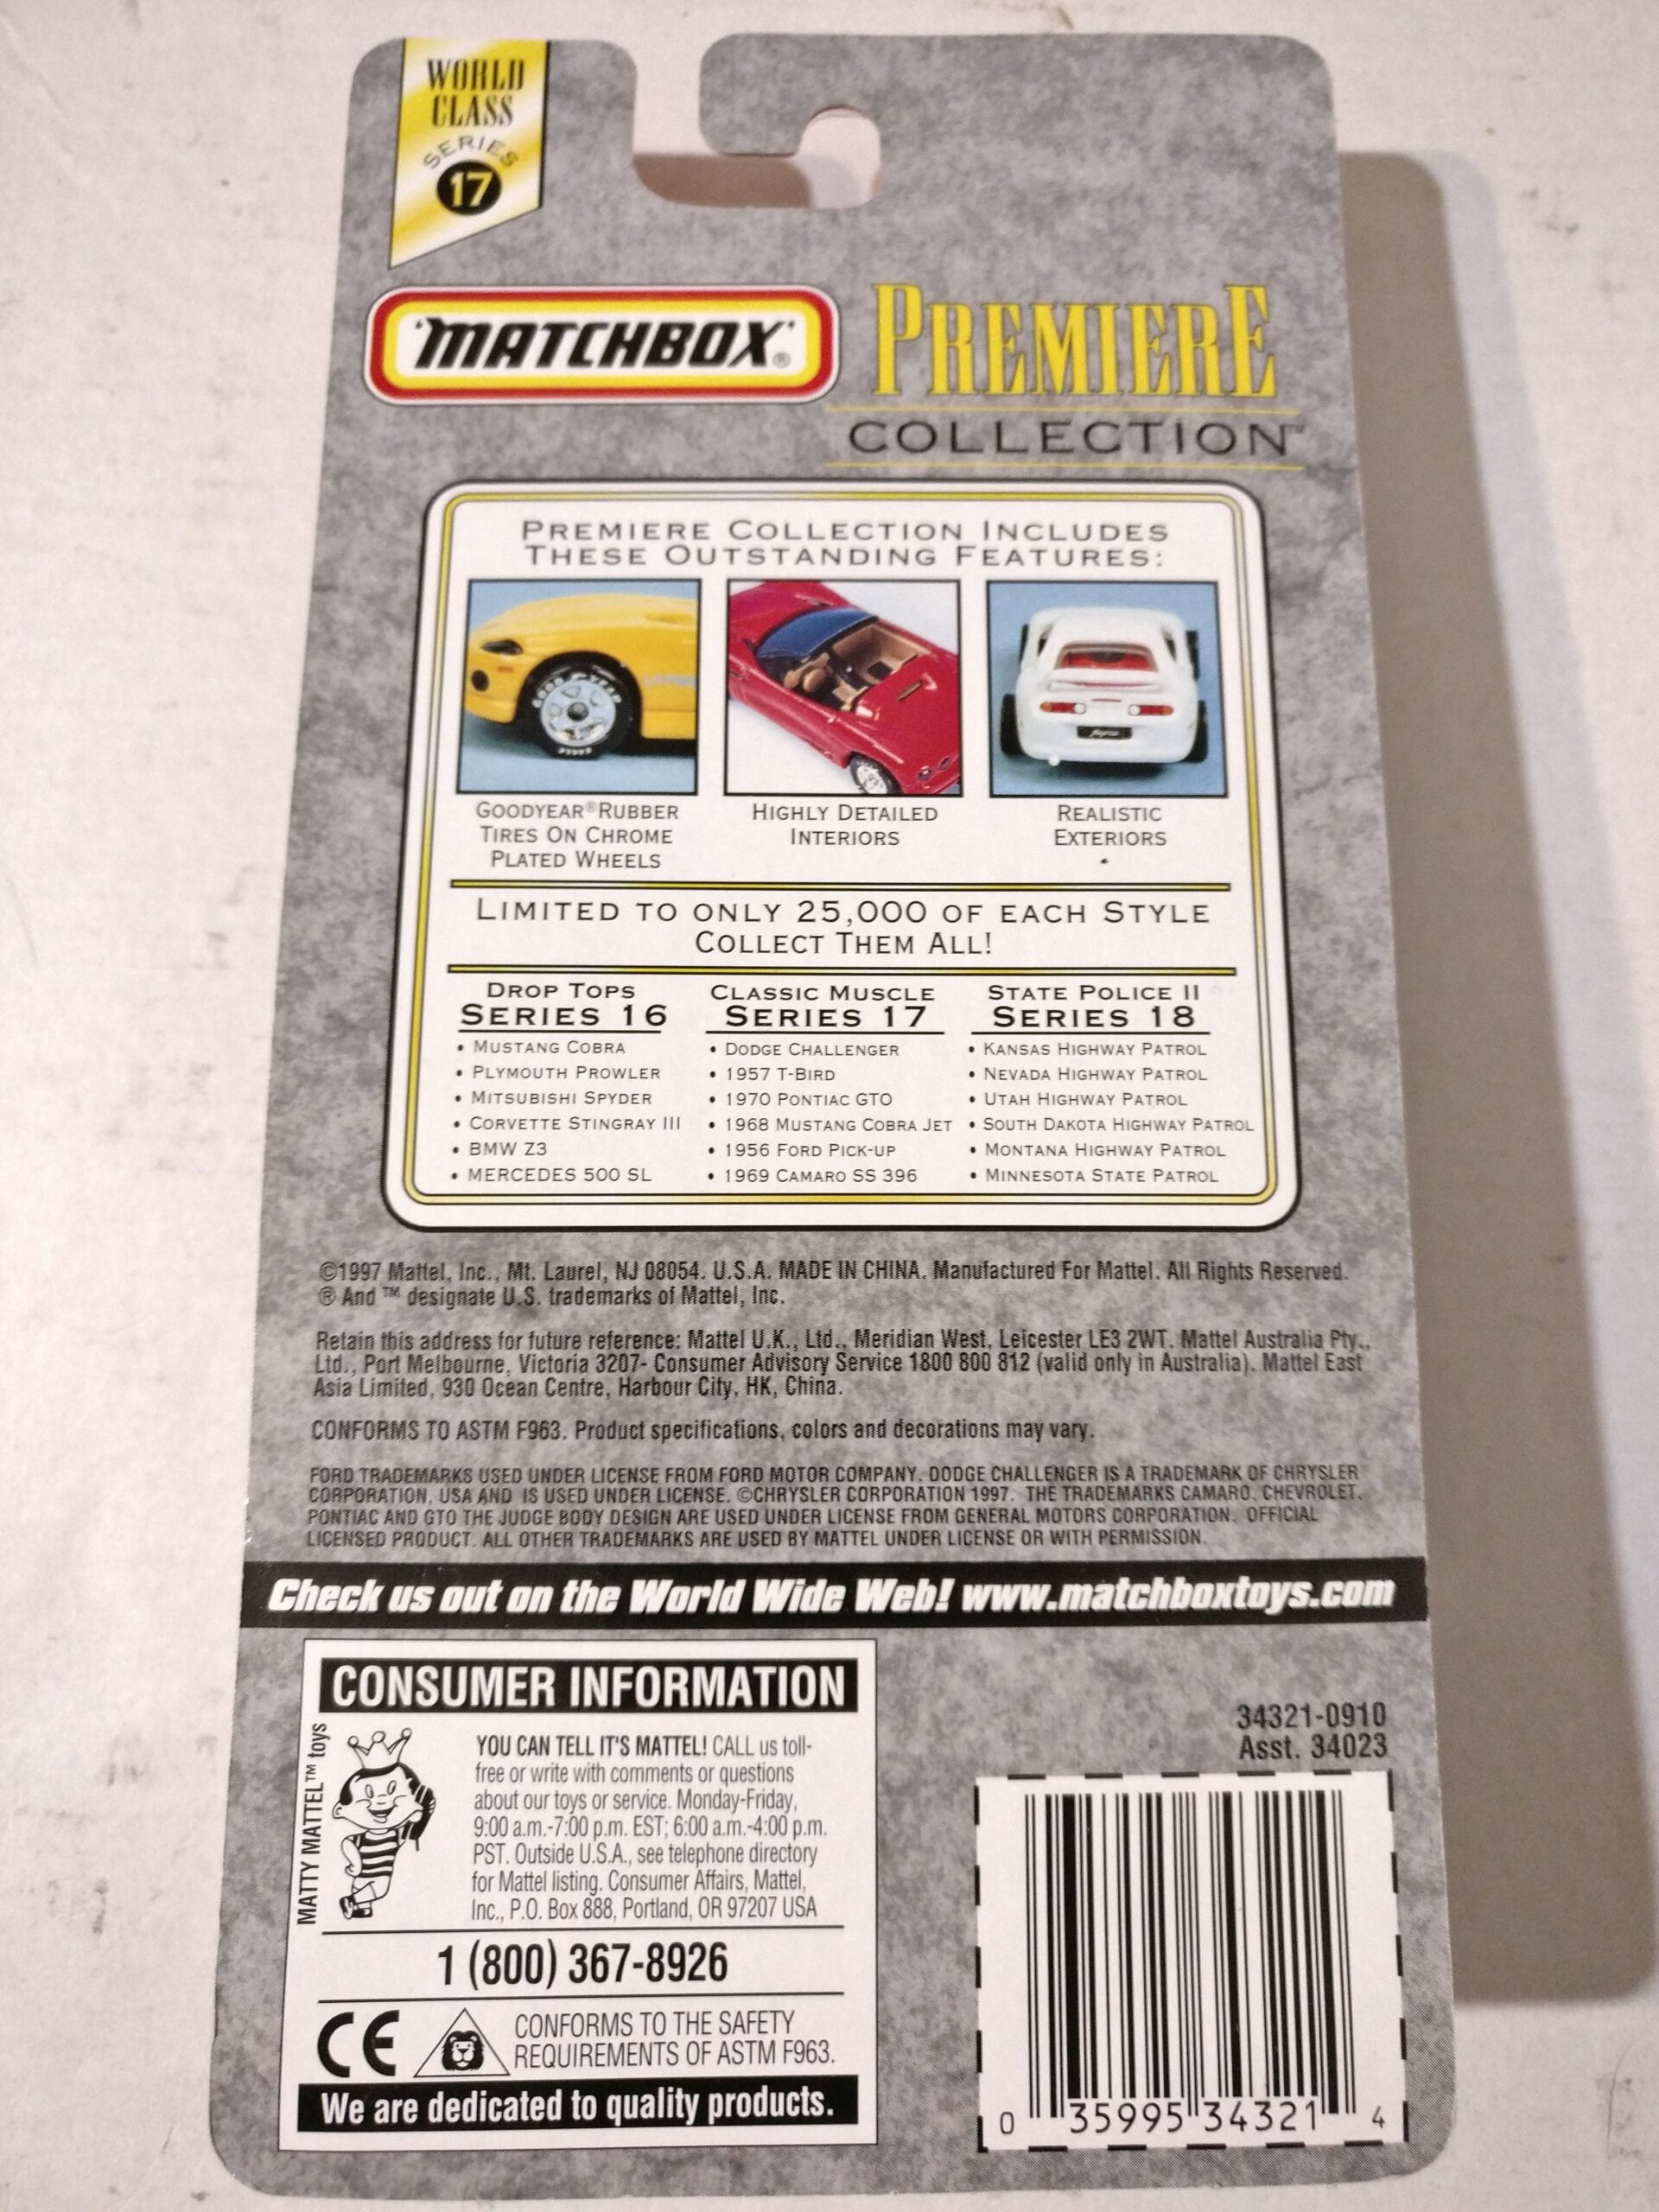 WORLD
CLASS
SERIES
17
'MATCHBOX'®
PREMIERE
COLLECTION™
PREMIERE COLLECTION INCLUDES
THESE OUTSTANDING FEATURES:
GOODYEAR® RUBBER
TIRES ON CHROME
PLATED WHEELS
HIGHLY DETAILED
INTERIORS
REALISTIC
EXTERIORS
LIMITED TO ONLY 25,000 OF EACH STYLE
COLLECT THEM ALL!
DROP TOPS
SERIES 16
• MUSTANG COBRA
• PLYMOUTH PROWLER
• MITSUBISHI SPYDER
• CORVETTE STINGRAY III
• BMW Z3
• MERCEDES 500 SL
CLASSIC MUSCLE
SERIES 17
• DODGE CHALLENGER
• 1957 T-BIRD
• 1970 PONTIAC GTO
• 1968 MUSTANG COBRA JET
• 1956 FORD PICK-UP
• 1969 CAMARO SS 396
STATE POLICE II
SERIES 18
• KANSAS HIGHWAY PATROL
• NEVADA HIGHWAY PATROL
• UTAH HIGHWAY PATROL
• SOUTH DAKOTA HIGHWAY PATROL
• MONTANA HIGHWAY PATROL
• MINNESOTA STATE PATROL
©1997 Mattel, Inc., Mt. Laurel, NJ 08054. U.S.A. MADE IN CHINA. Manufactured For Mattel. All Rights Reserved.
® And ™ designate U.S. trademarks of Mattel, Inc.
Retain this address for future reference: Mattel U.K., Ltd., Meridian West, Leicester LE3 2WT. Mattel Australia Pty.,
Ltd., Port Melbourne, Victoria 3207- Consumer Advisory Service 1800 800 812 (valid only in Australia). Mattel East
Asia Limited, 930 Ocean Centre, Harbour City, HK, China.
CONFORMS TO ASTM F963. Product specifications, colors and decorations may vary.
FORD TRADEMARKS USED UNDER LICENSE FROM FORD MOTOR COMPANY. DODGE CHALLENGER IS A TRADEMARK OF CHRYSLER
CORPORATION, USA AND IS USED UNDER LICENSE. ©CHRYSLER CORPORATION 1997. THE TRADEMARKS CAMARO, CHEVROLET,
PONTIAC AND GTO THE JUDGE BODY DESIGN ARE USED UNDER LICENSE FROM GENERAL MOTORS CORPORATION. OFFICIAL
LICENSED PRODUCT. ALL OTHER TRADEMARKS ARE USED BY MATTEL UNDER LICENSE OR WITH PERMISSION.
Check us out on the World Wide Web! www.matchboxtoys.com
CONSUMER INFORMATION
MATTY MATTEL™ toys
YOU CAN TELL IT'S MATTEL! CALL us toll-
free or write with comments or questions
about our toys or service. Monday-Friday,
9:00 a.m.-7:00 p.m. EST; 6:00 a.m.-4:00 p.m.
PST. Outside U.S.A., see telephone directory
for Mattel listing. Consumer Affairs, Mattel,
Inc., P.O. Box 888, Portland, OR 97207 USA
1 (800) 367-8926
CE
CONFORMS TO THE SAFETY
REQUIREMENTS OF ASTM F963.
We are dedicated to quality products.
34321-0910
Asst. 34023
0 35995 34321 4